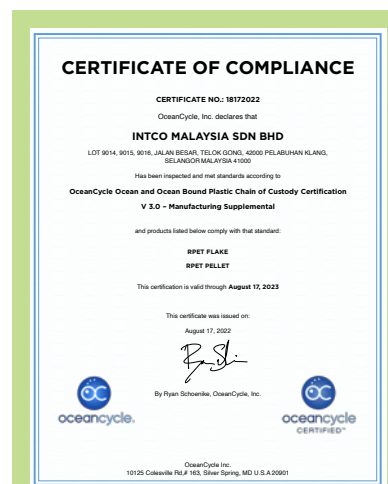 CERTIFICATE OF COMPLIANCE
CERTIFICATE NO.: 18172022
OceanCycle, Inc. declares that
INTCO MALAYSIA SDN BHD
LOT 9014, 9015, 9016, JALAN BESAR, TELOK GONG, 42000 PELABUHAN KLANG,
SELANGOR MALAYSIA 41000
Has been inspected and met standards according to
OceanCycle Ocean and Ocean Bound Plastic Chain of Custody Certification
V 3.0 – Manufacturing Supplemental
and products listed below comply with that standard:
RPET FLAKE
RPET PELLET
This certification is valid through August 17, 2023
This certificate was issued on:
August 17, 2022
By Ryan Schoenike, OceanCycle, Inc.
OC
oceancycle.
OC
oceancycle
CERTIFIED™
OceanCycle Inc.
10125 Colesville Rd,# 163, Silver Spring, MD U.S.A 20901